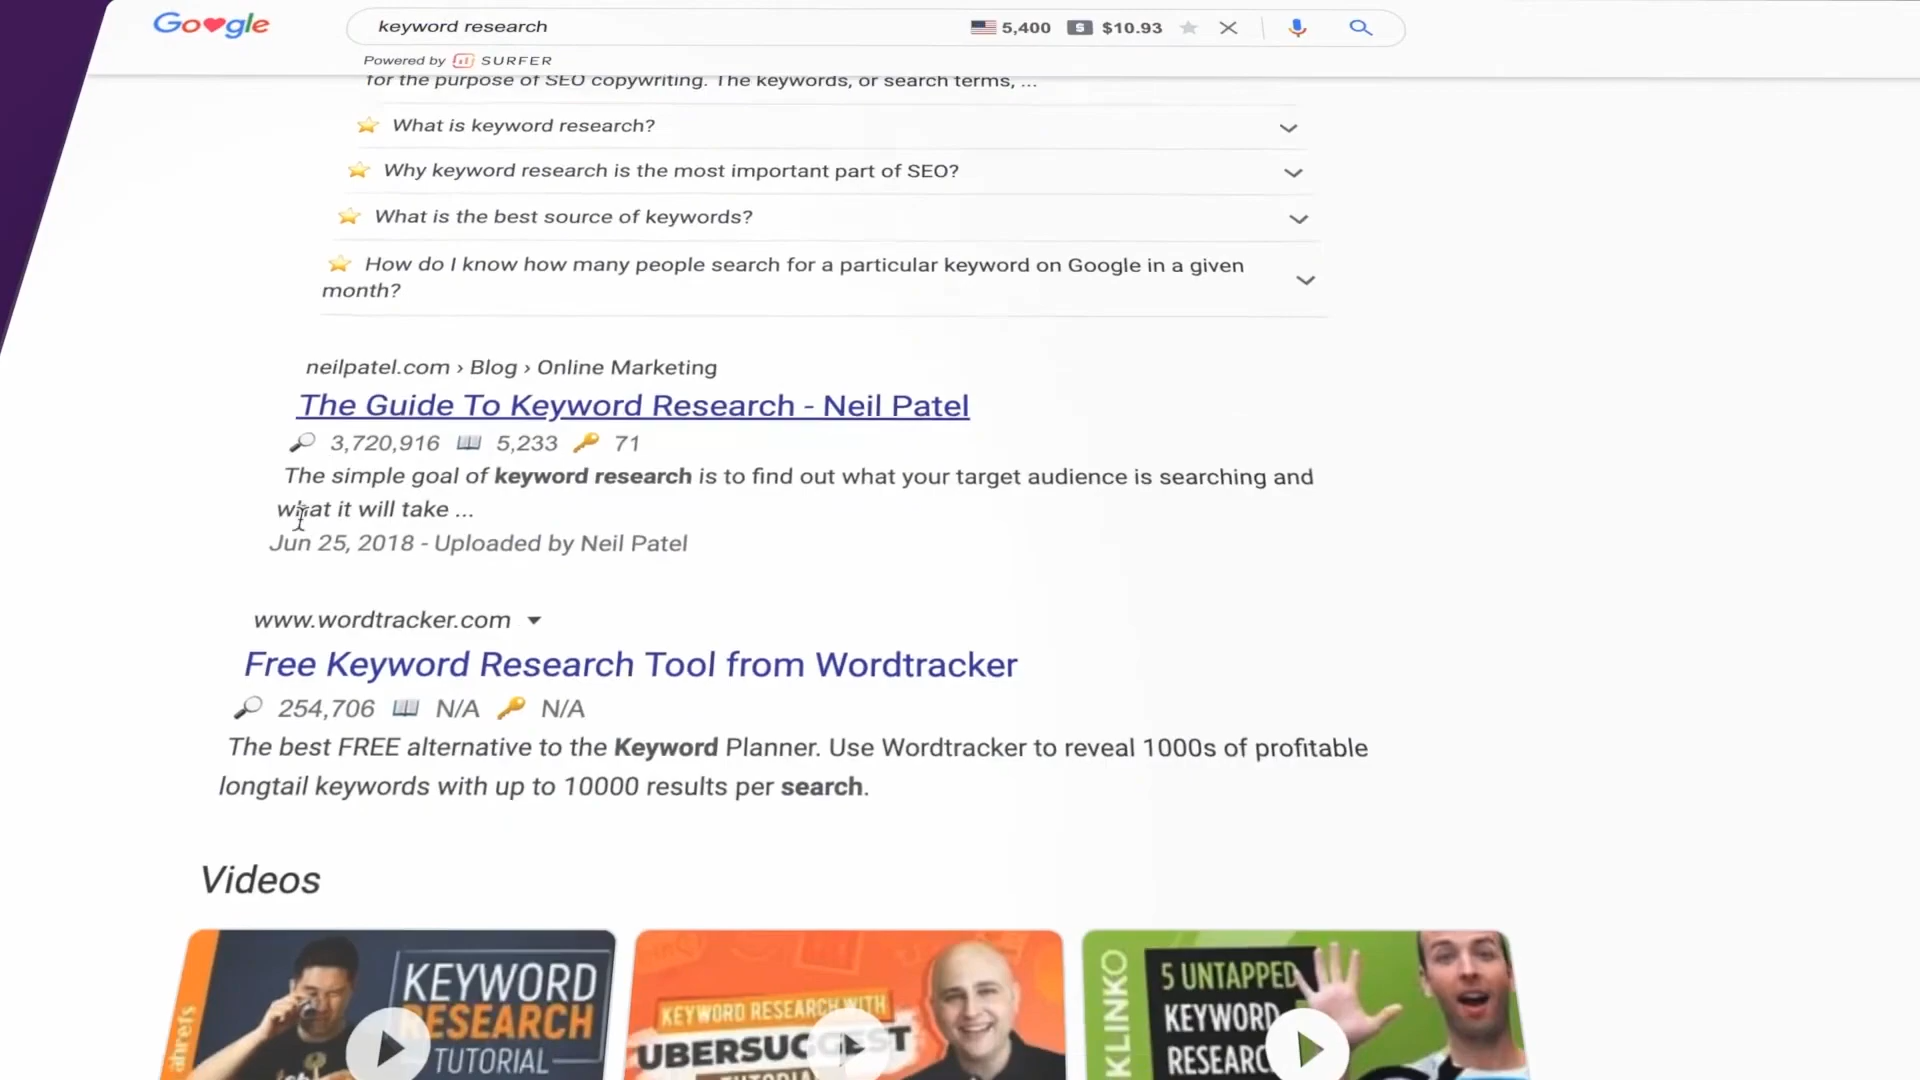 Google
keyword research 5,400 $ $10.93
Powered by SURFER
for the purpose of SEO copywriting. The keywords, or search terms, ...
What is keyword research?
Why keyword research is the most important part of SEO?
What is the best source of keywords?
How do I know how many people search for a particular keyword on Google in a given
month?
neilpatel.com › Blog › Online Marketing
The Guide To Keyword Research - Neil Patel
3,720,916 5,233 71
The simple goal of keyword research is to find out what your target audience is searching and
what it will take ...
Jun 25, 2018 - Uploaded by Neil Patel
www.wordtracker.com
Free Keyword Research Tool from Wordtracker
254,706 N/A N/A
The best FREE alternative to the Keyword Planner. Use Wordtracker to reveal 1000s of profitable
longtail keywords with up to 10000 results per search.
Videos
ahrefs
KEYWORD
RESEARCH
TUTORIAL
KEYWORD RESEARCH WITH
UBERSUGGEST
TUTORIAL
KLINKO
5 UNTAPPED
KEYWORD
RESEARC